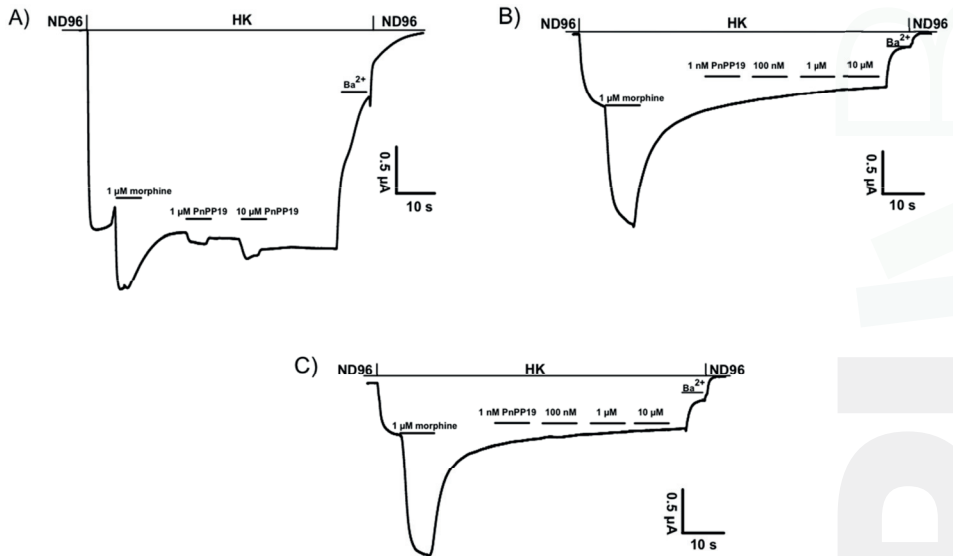 A)
ND96 HK ND96
Ba2+
1 µM morphine
1 µM PnPP19 10 µM PnPP19
0.5 µA
10 s
B)
ND96 HK ND96
Ba2+
1 nM PnPP19 100 nM 1 µM 10 µM
1 µM morphine
0.5 µA
10 s
C)
ND96 HK ND96
Ba2+
1 nM PnPP19 100 nM 1 µM 10 µM
1 µM morphine
0.5 µA
10 s